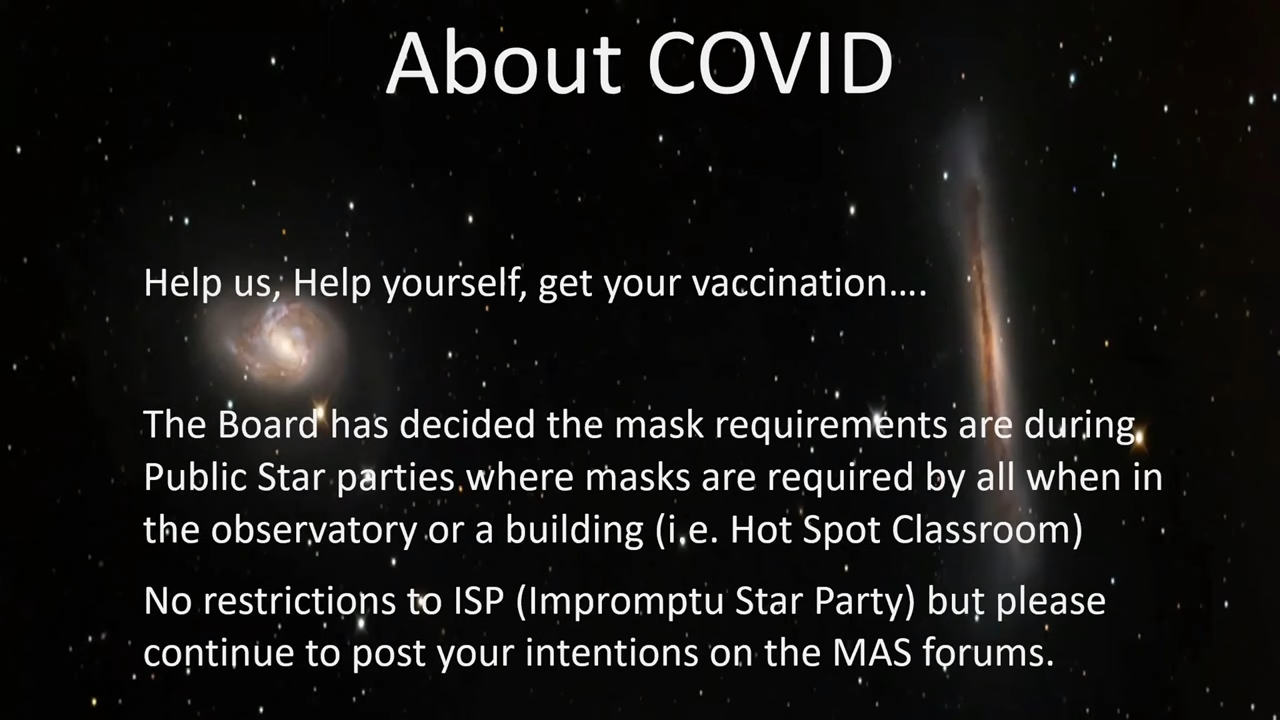 About COVID
Help us, Help yourself, get your vaccination....
The Board has decided the mask requirements are during
Public Star parties where masks are required by all when in
the observatory or a building (i.e. Hot Spot Classroom)
No restrictions to ISP (Impromptu Star Party) but please
continue to post your intentions on the MAS forums.